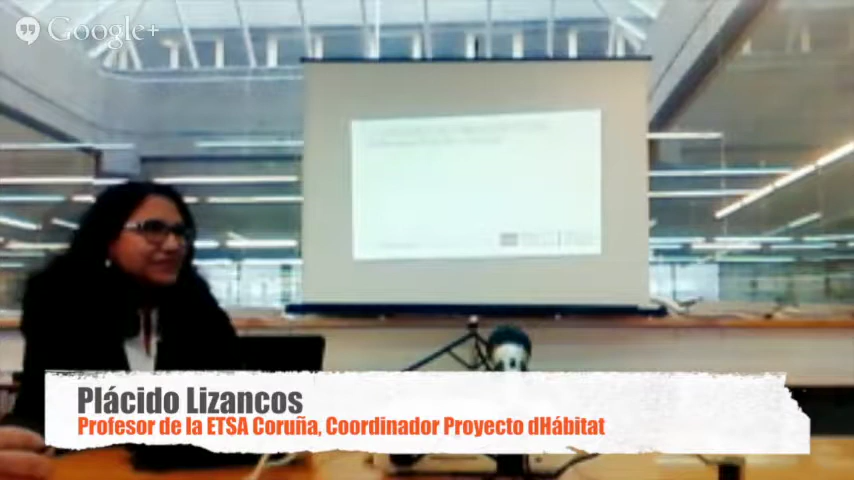 Google+
Plácido Lizancos
Profesor de la ETSA Coruña, Coordinador Proyecto dHábitat